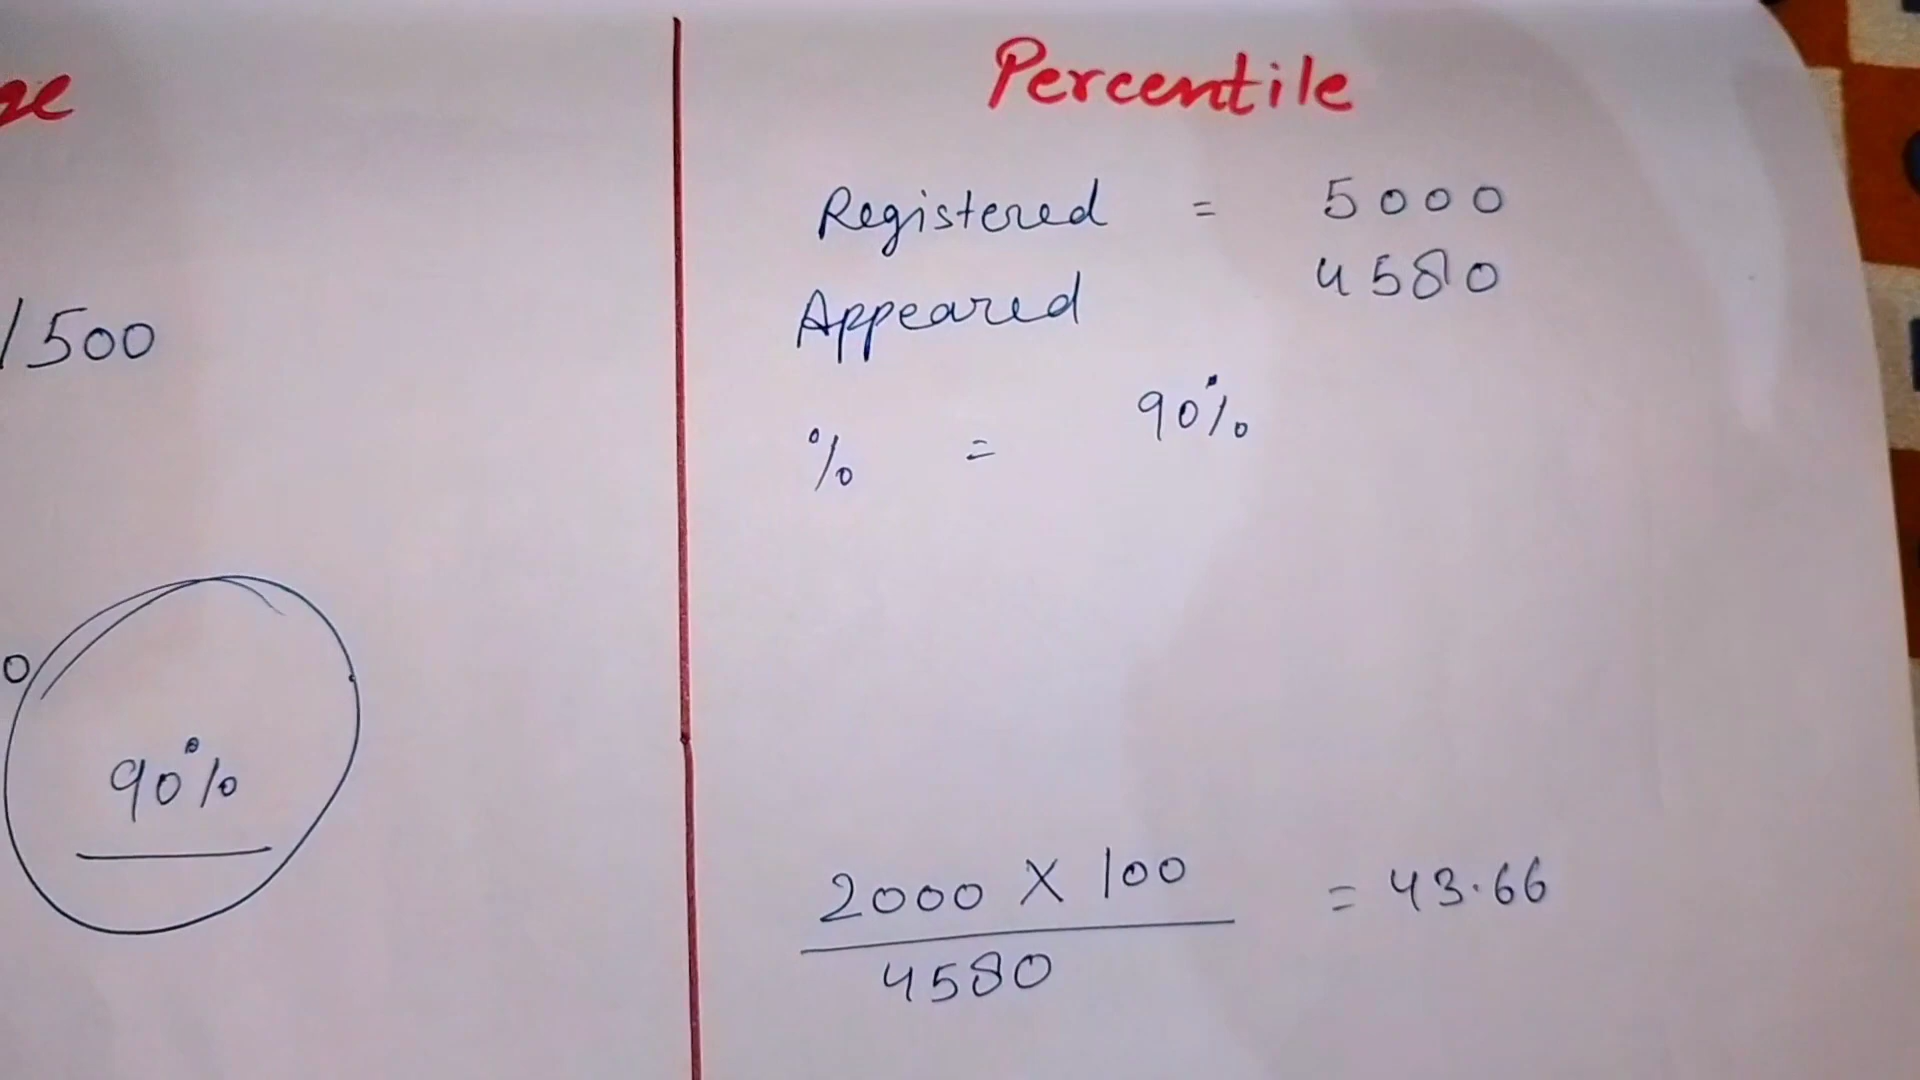 ge
/500
0
90%
Percentile
Registered = 5000
Appeared 4580
% = 90%
2000 X 100 = 43.66
4580